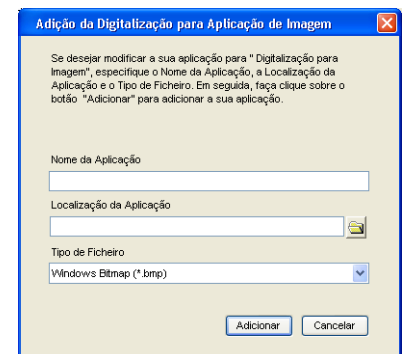 Adição da Digitalização para Aplicação de Imagem
Se desejar modificar a sua aplicação para " Digitalização para
Imagem", especifique o Nome da Aplicação, a Localização da
Aplicação e o Tipo de Ficheiro. Em seguida, faça clique sobre o
botão "Adicionar" para adicionar a sua aplicação.
Nome da Aplicação
Localização da Aplicação
Tipo de Ficheiro
Windows Bitmap (*.bmp)
Adicionar Cancelar